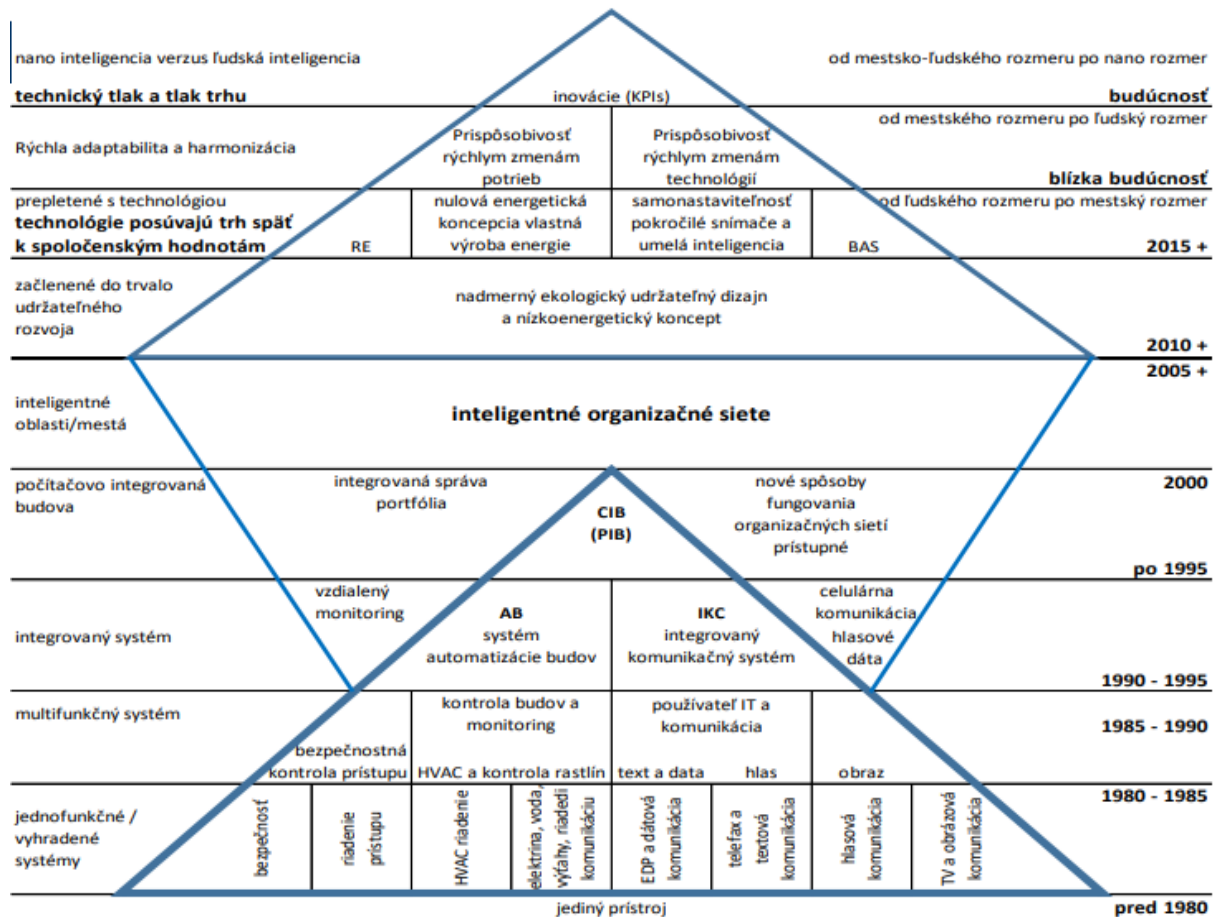 nano inteligencia verzus ľudská inteligencia
od mestsko-ľudského rozmeru po nano rozmer
technický tlak a tlak trhu
inovácie (KPIs)
budúcnosť
od mestského rozmeru po ľudský rozmer
Rýchla adaptabilita a harmonizácia
Prispôsobivosť
rýchlym zmenám
potrieb
Prispôsobivosť
rýchlym zmenám
technológií
blízka budúcnosť
prepletené s technológiou
technológie posúvajú trh späť
k spoločenským hodnotám
RE
nulová energetická
koncepcia vlastná
výroba energie
samonastaviteľnosť
pokročilé snímače a
umelá inteligencia
BAS
od ľudského rozmeru po mestský rozmer
2015 +
začlenené do trvalo
udržateľného
rozvoja
nadmerný ekologický udržateľný dizajn
a nízkoenergetický koncept
2010 +
2005 +
inteligentné
oblasti/mestá
inteligentné organizačné siete
počítačovo integrovaná
budova
integrovaná správa
portfólia
CIB
(PIB)
nové spôsoby
fungovania
organizačných sietí
prístupné
2000
po 1995
integrovaný systém
vzdialený
monitoring
AB
systém
automatizácie budov
IKC
integrovaný
komunikačný systém
celulárna
komunikácia
hlasové
dáta
1990 - 1995
multifunkčný systém
kontrola budov a
monitoring
používateľ IT a
komunikácia
1985 - 1990
bezpečnostná
kontrola prístupu
HVAC a kontrola rastlín
text a data
hlas
obraz
1980 - 1985
jednofunkčné /
vyhradené
systémy
bezpečnosť
riadenie
prístupu
HVAC riadenie
elektrina, voda,
výťahy, riadedi
komunikáciu
EDP a dátová
komunikácia
telefax a
textová
komunikácia
hlasová
komunikácia
TV a obrázová
komunikácia
jediný prístroj
pred 1980